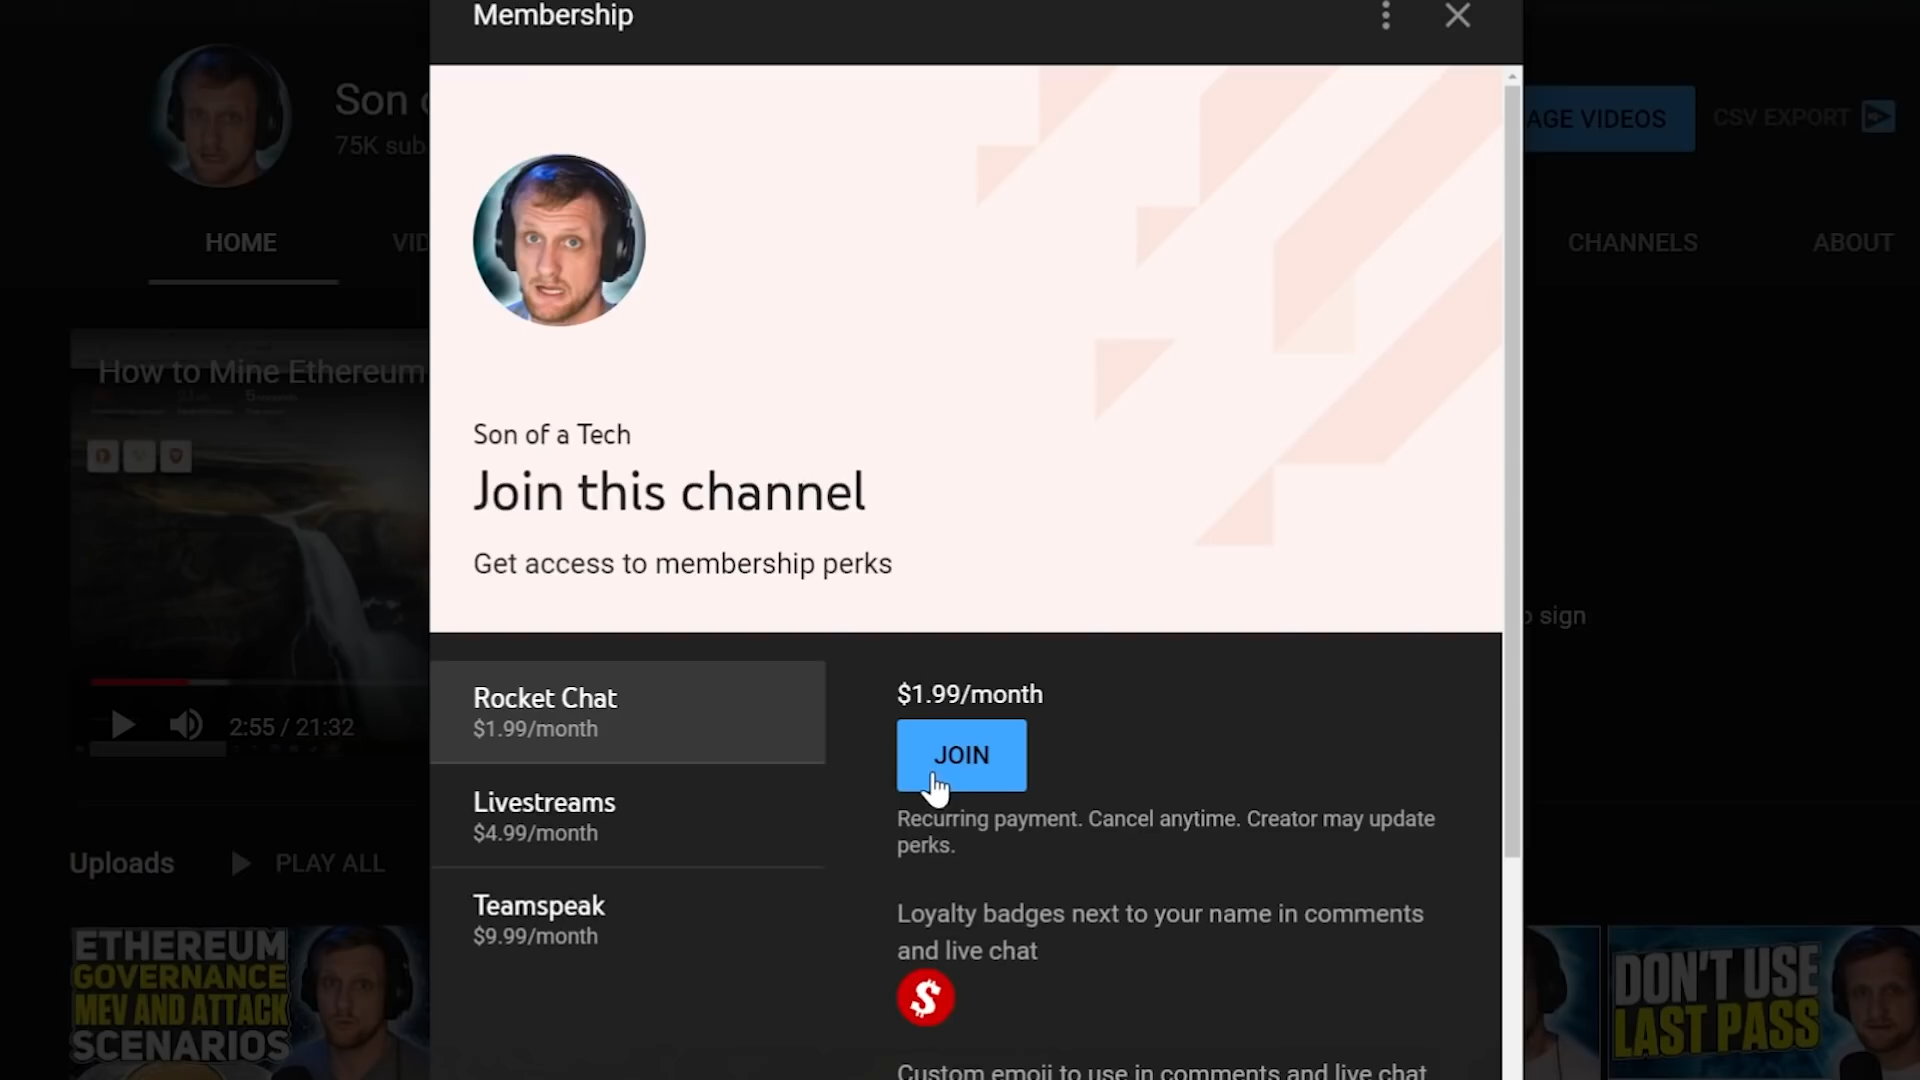 Membership
Son
75K sub
AGE VIDEOS
CSV EXPORT
HOME
VID
CHANNELS
ABOUT
How to Mine Ethereum
2:55 / 21:32
Son of a Tech
Join this channel
Get access to membership perks
sign
Rocket Chat
$1.99/month
Livestreams
$4.99/month
Teamspeak
$9.99/month
$1.99/month
JOIN
Recurring payment. Cancel anytime. Creator may update
perks.
Loyalty badges next to your name in comments
and live chat
$
Custom emoji to use in comments and live chat
Uploads
PLAY ALL
ETHEREUM
GOVERNANCE
MEV AND ATTACK
SCENARIOS
DON'T USE
LAST PASS